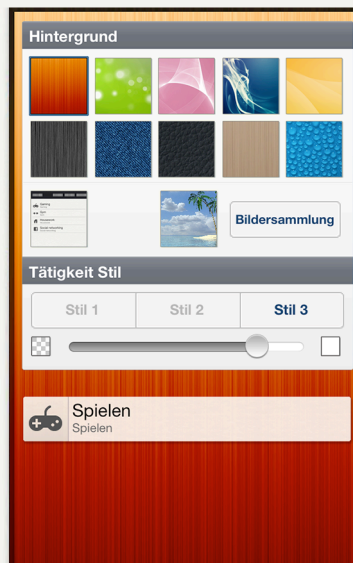 Hintergrund
Bildersammlung
Tätigkeit Stil
Stil 1
Stil 2
Stil 3
Spielen
Spielen